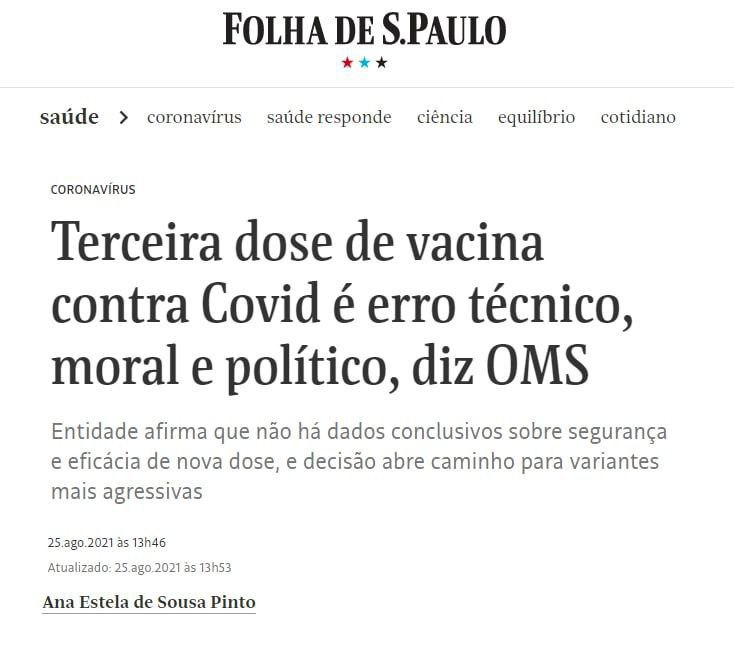 FOLHA DE S.PAULO
saúde > coronavírus saúde responde ciência equilíbrio cotidiano
CORONAVÍRUS
Terceira dose de vacina
contra Covid é erro técnico,
moral e político, diz OMS
Entidade afirma que não há dados conclusivos sobre segurança
e eficácia de nova dose, e decisão abre caminho para variantes
mais agressivas
25.ago.2021 às 13h46
Atualizado: 25.ago.2021 às 13h53
Ana Estela de Sousa Pinto